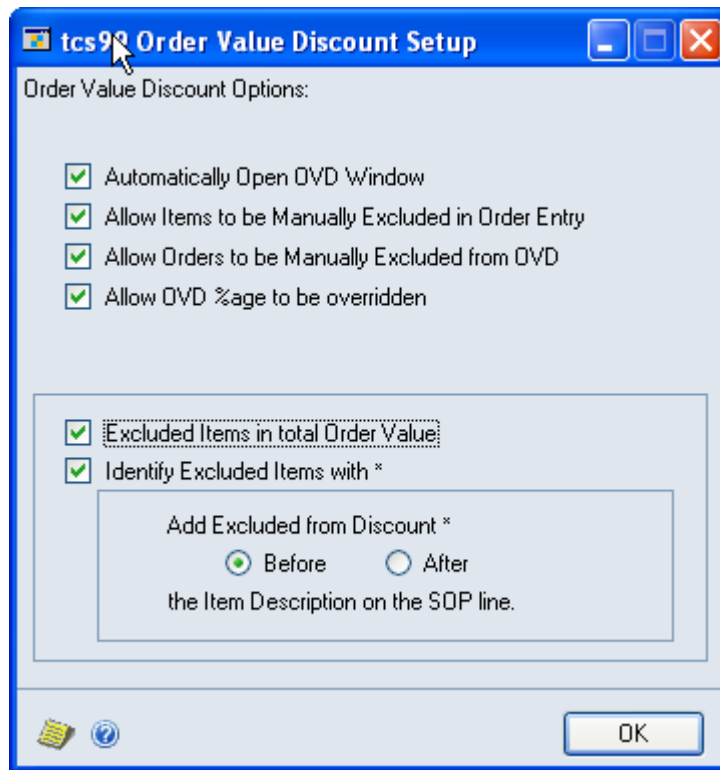 tcs99 Order Value Discount Setup
Order Value Discount Options:
Automatically Open OVD Window
Allow Items to be Manually Excluded in Order Entry
Allow Orders to be Manually Excluded from OVD
Allow OVD %age to be overridden
Excluded Items in total Order Value
Identify Excluded Items with *
Add Excluded from Discount *
Before After
the Item Description on the SOP line.
OK